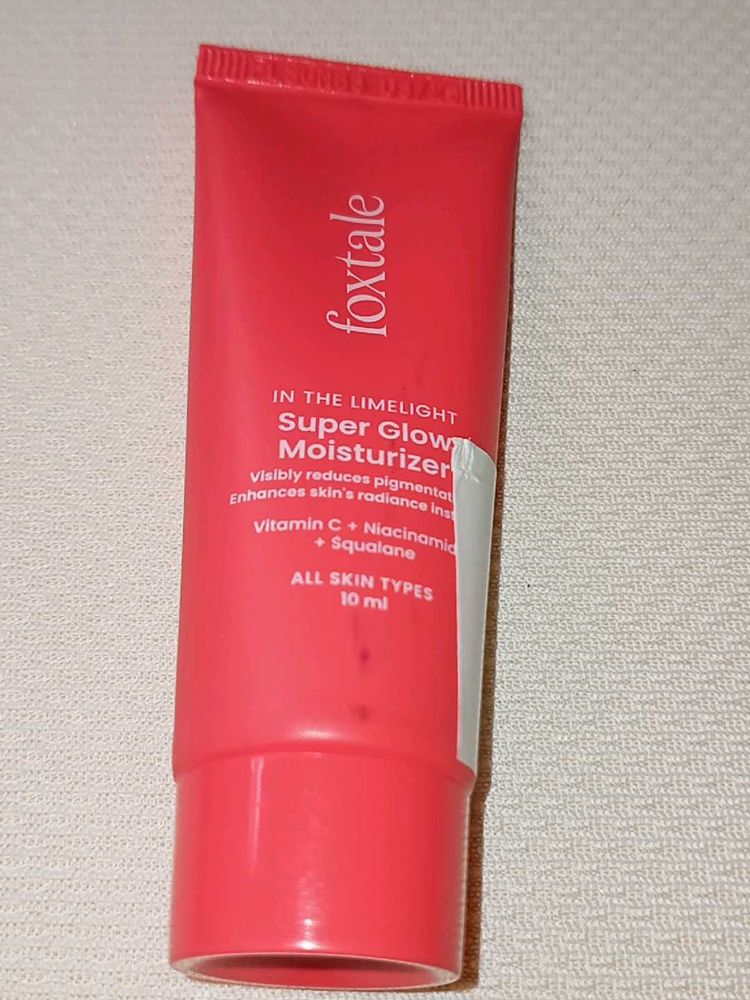 foxtale
IN THE LIMELIGHT
Super Glow
Moisturizer
Visibly reduces pigmentat
Enhances skin's radiance inst
Vitamin C + Niacinamid
+ Squalane
ALL SKIN TYPES
10 ml